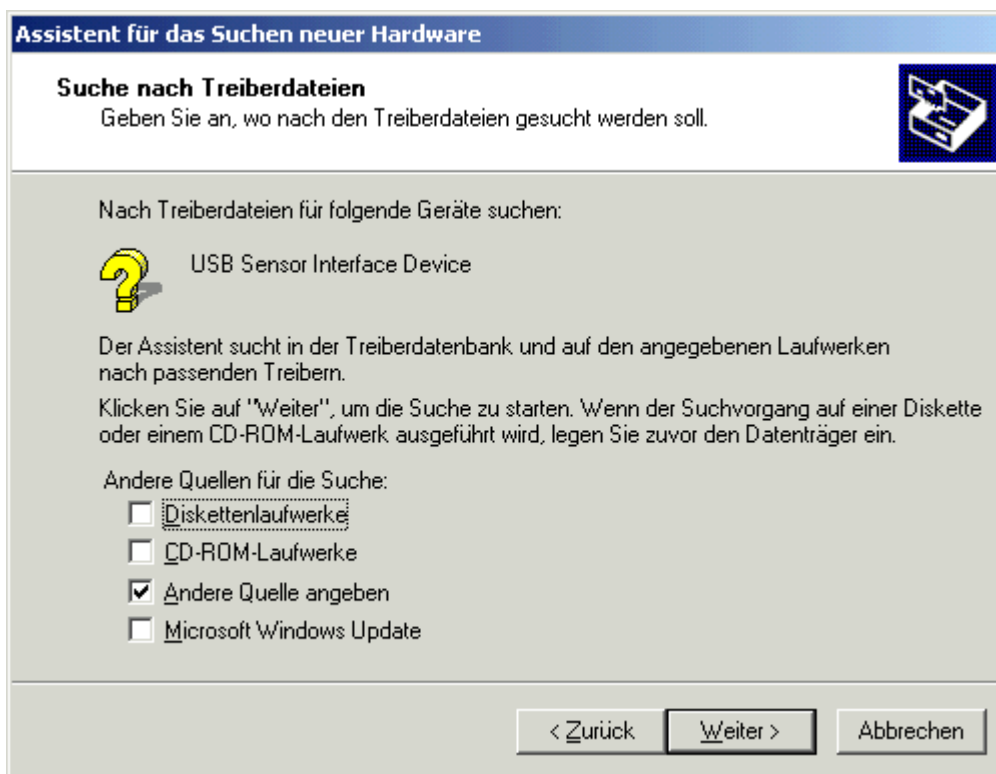 Assistent für das Suchen neuer Hardware
Suche nach Treiberdateien
Geben Sie an, wo nach den Treiberdateien gesucht werden soll.
Nach Treiberdateien für folgende Geräte suchen:
USB Sensor Interface Device
Der Assistent sucht in der Treiberdatenbank und auf den angegebenen Laufwerken
nach passenden Treibern.
Klicken Sie auf "Weiter", um die Suche zu starten. Wenn der Suchvorgang auf einer Diskette
oder einem CD-ROM-Laufwerk ausgeführt wird, legen Sie zuvor den Datenträger ein.
Andere Quellen für die Suche:
Diskettenlaufwerke
CD-ROM-Laufwerke
Andere Quelle angeben
Microsoft Windows Update
< Zurück
Weiter >
Abbrechen